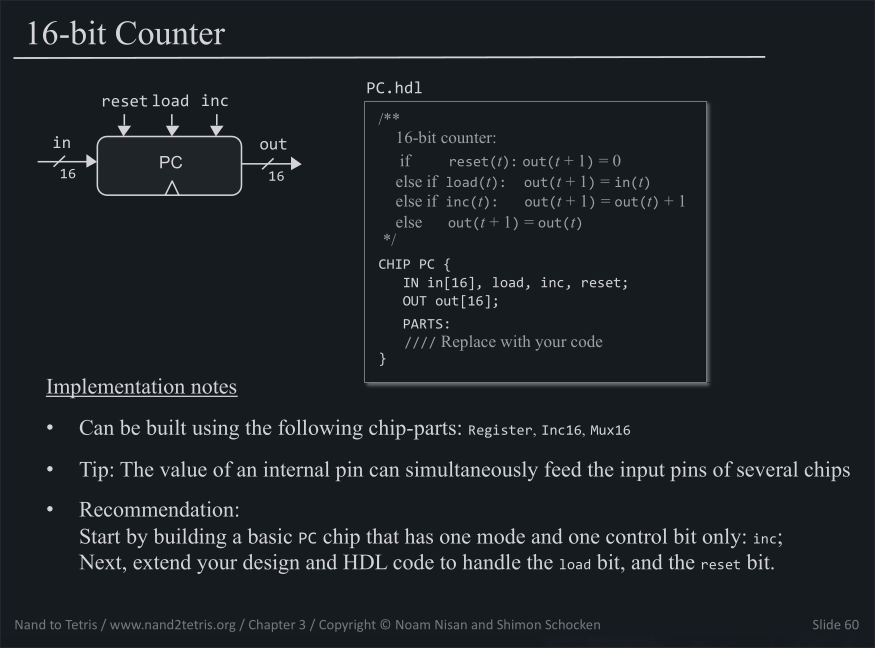 16-bit Counter
PC.hdl
reset load inc
in
out
PC
16
16
/**
16-bit counter:
if reset(t): out(t + 1) = 0
else if load(t): out(t + 1) = in(t)
else if inc(t): out(t + 1) = out(t) + 1
else out(t + 1) = out(t)
*/
CHIP PC {
IN in[16], load, inc, reset;
OUT out[16];
PARTS:
//// Replace with your code
}
Implementation notes
• Can be built using the following chip-parts: Register, Inc16, Mux16
• Tip: The value of an internal pin can simultaneously feed the input pins of several chips
• Recommendation:
Start by building a basic PC chip that has one mode and one control bit only: inc;
Next, extend your design and HDL code to handle the load bit, and the reset bit.
Nand to Tetris / www.nand2tetris.org / Chapter 3 / Copyright © Noam Nisan and Shimon Schocken
Slide 60